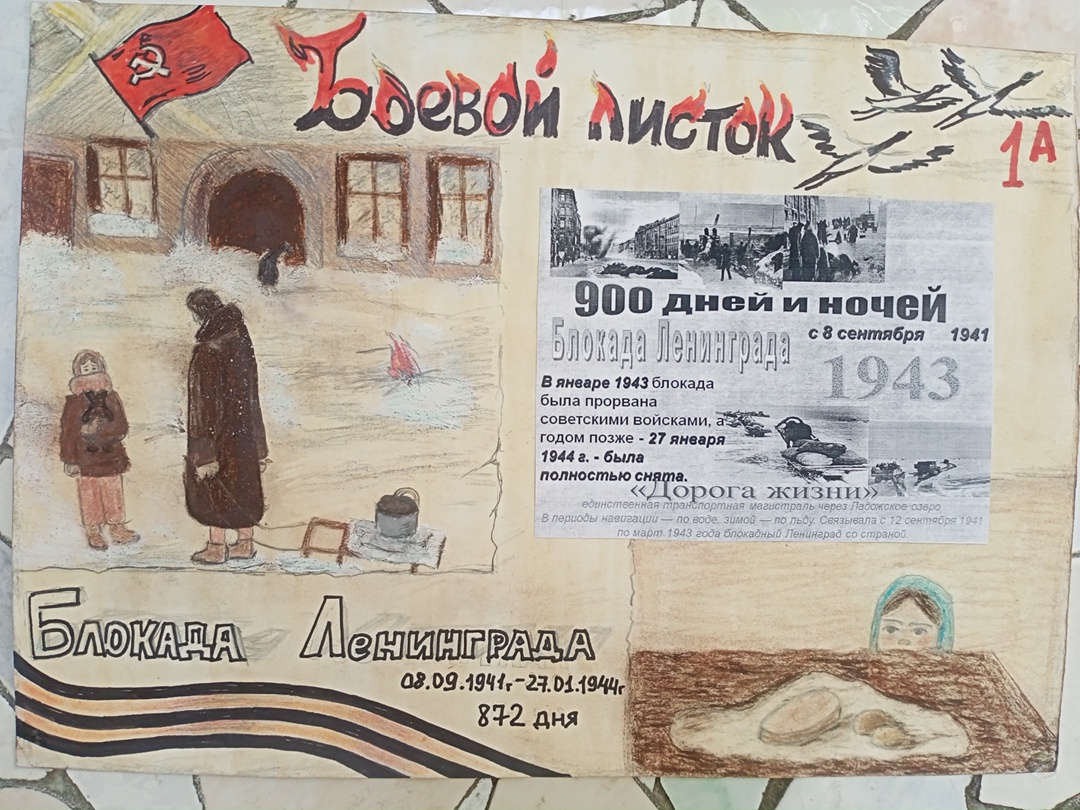 Боевой листок
1А
900 дней и ночей
Блокада Ленинграда
с 8 сентября 1941
1943
В январе 1943 блокада
была прорвана
советскими войсками, а
годом позже - 27 января
1944 г. - была
полностью снята.
«Дорога жизни»
единственная транспортная магистраль через Ладожское озеро.
В периоды навигации — по воде, зимой — по льду. Связывала с 12 сентября 1941
по март 1943 года блокадный Ленинград со страной.
Блокада Ленинграда
08.09.1941г-27.01.1944г
872 дня